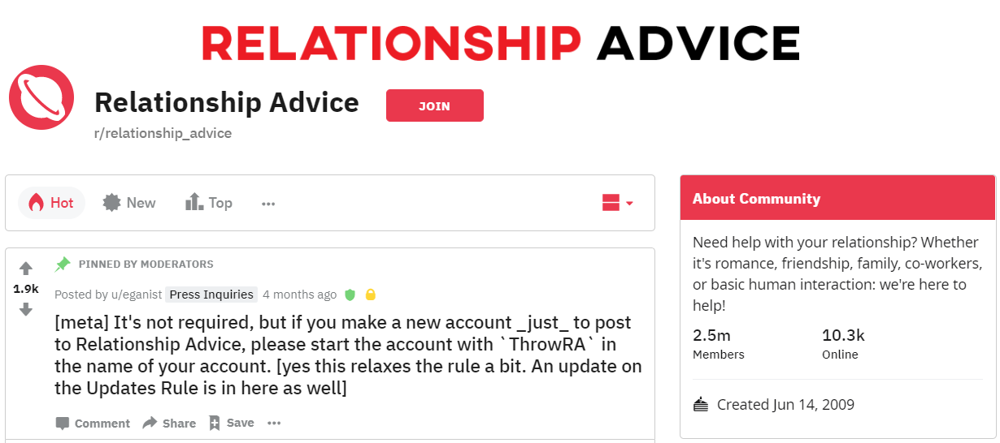 RELATIONSHIP ADVICE
Relationship Advice
JOIN
r/relationship_advice
Hot
New
Top
...
PINNED BY MODERATORS
1.9k
Posted by u/eganist Press Inquiries 4 months ago
[meta] It's not required, but if you make a new account _just_ to post
to Relationship Advice, please start the account with `ThrowRA` in
the name of your account. [yes this relaxes the rule a bit. An update on
the Updates Rule is in here as well]
Comment
Share
Save
...
About Community
Need help with your relationship? Whether
it's romance, friendship, family, co-workers,
or basic human interaction: we're here to
help!
2.5m
Members
10.3k
Online
Created Jun 14, 2009